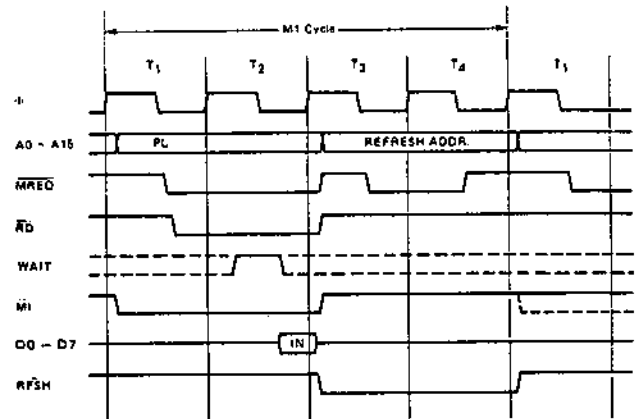 M1 Cycle
T1 T2 T3 T4 T1
Φ
A0 – A15 PC REFRESH ADDR.
MREQ
RD
WAIT
M1
D0 – D7 IN
RFSH